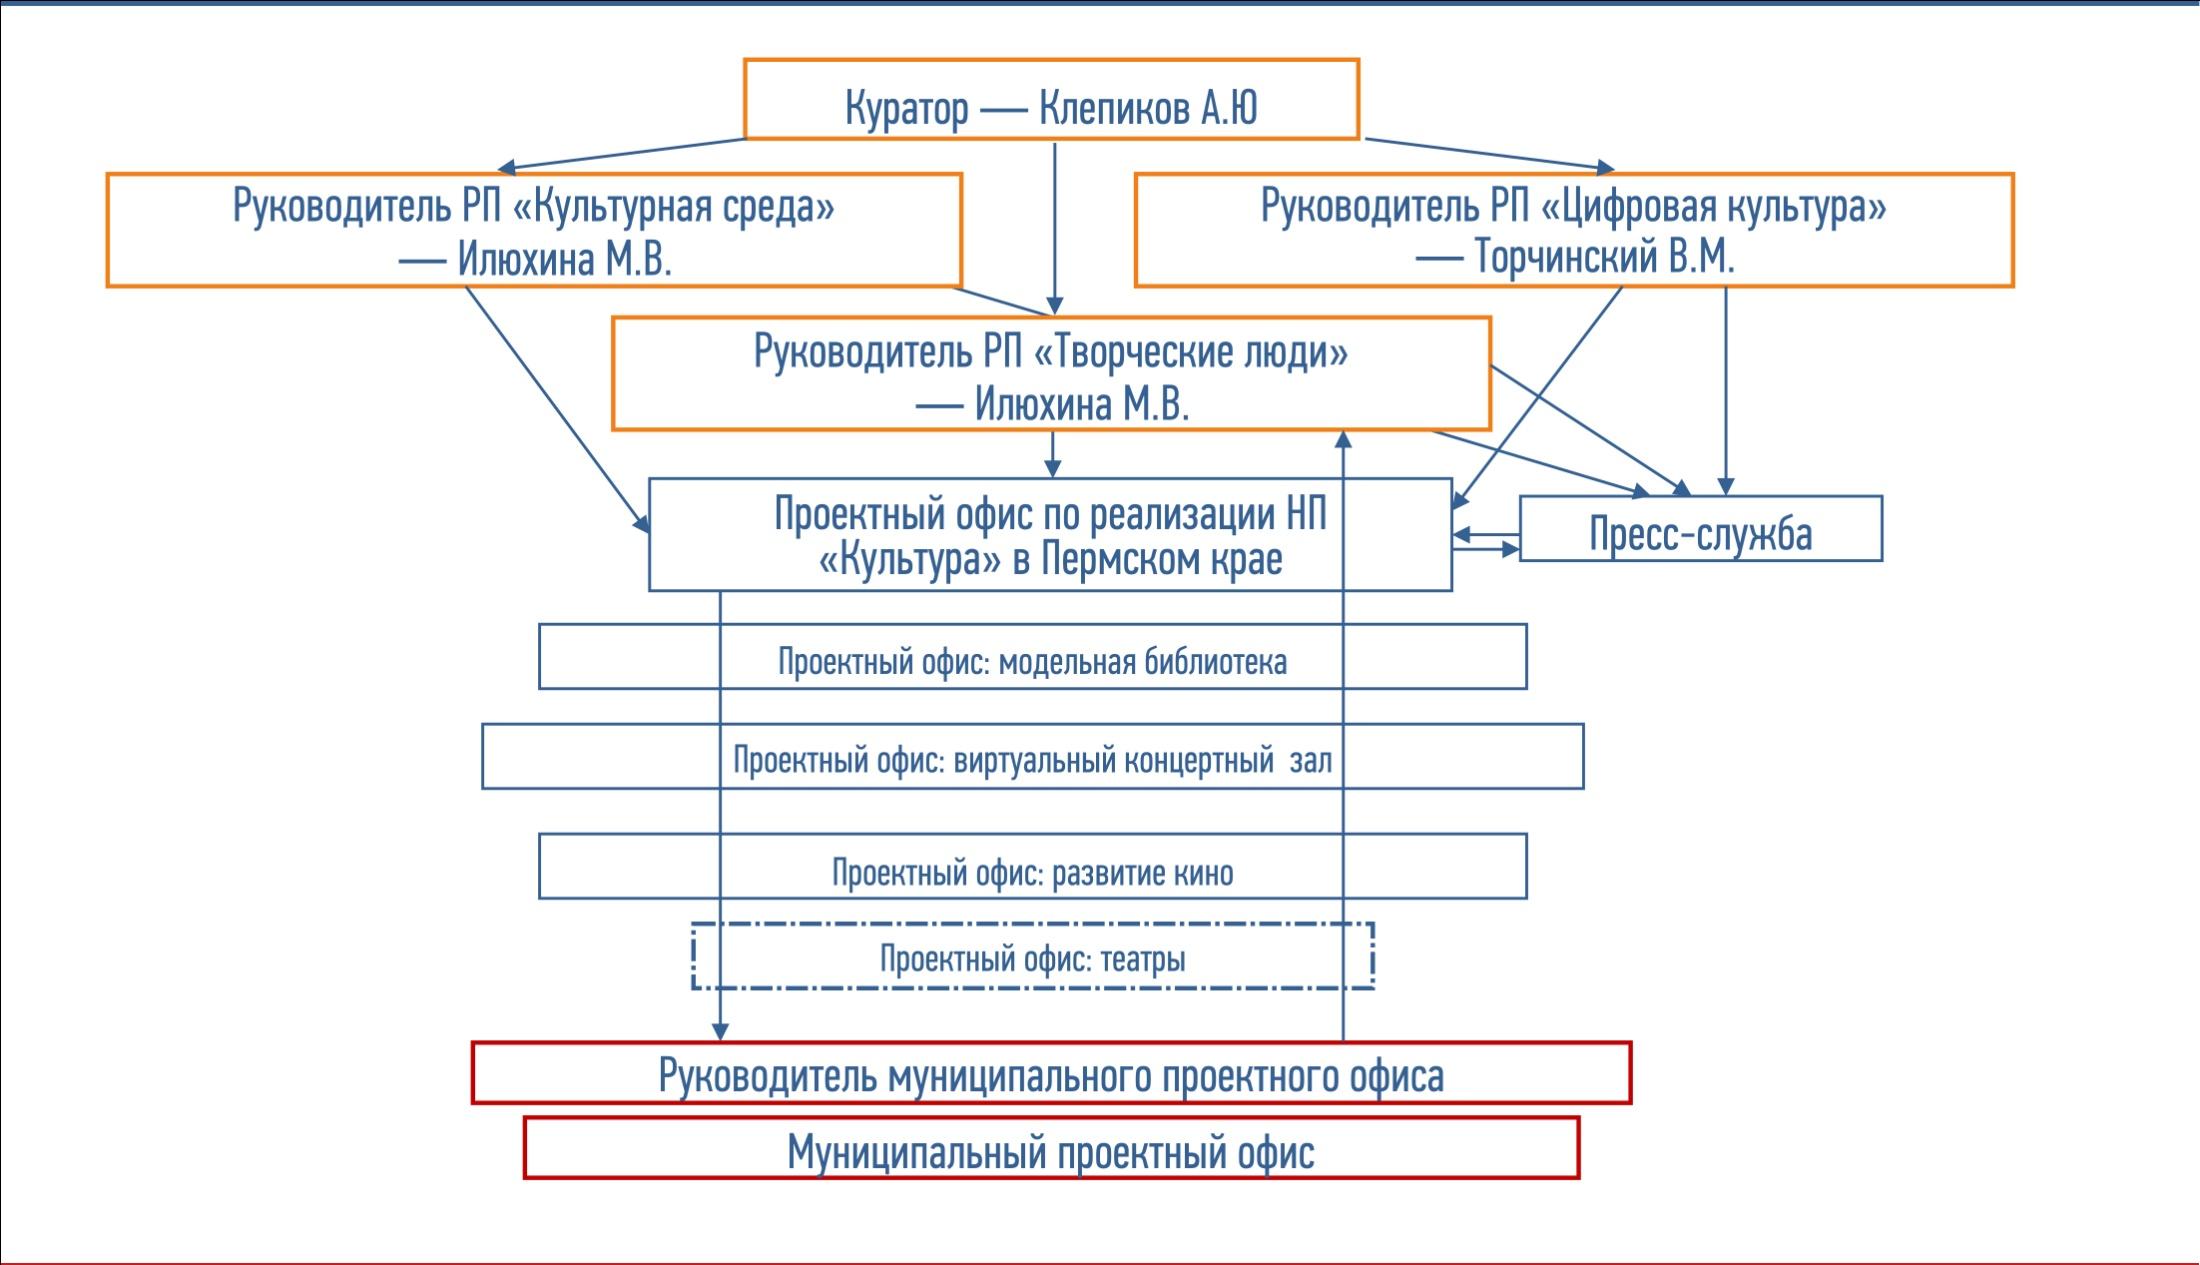 Куратор — Клепиков А.Ю
Руководитель РП «Культурная среда»
— Илюхина М.В.
Руководитель РП «Цифровая культура»
— Торчинский В.М.
Руководитель РП «Творческие люди»
— Илюхина М.В.
Проектный офис по реализации НП
«Культура» в Пермском крае
Пресс-служба
Проектный офис: модельная библиотека
Проектный офис: виртуальный концертный зал
Проектный офис: развитие кино
Проектный офис: театры
Руководитель муниципального проектного офиса
Муниципальный проектный офис